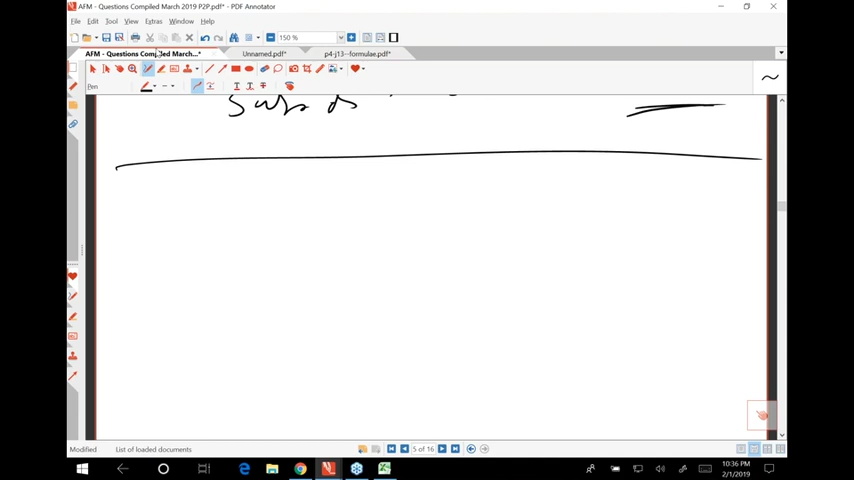 AFM - Questions Compiled March 2019 P2P.pdf* - PDF Annotator
File Edit Tool View Extras Window Help
150 %
AFM - Questions Compiled March...* Unnamed.pdf* p4-j13--formulae.pdf*
Pen
5 of 16
Modified List of loaded documents
10:36 PM
2/1/2019